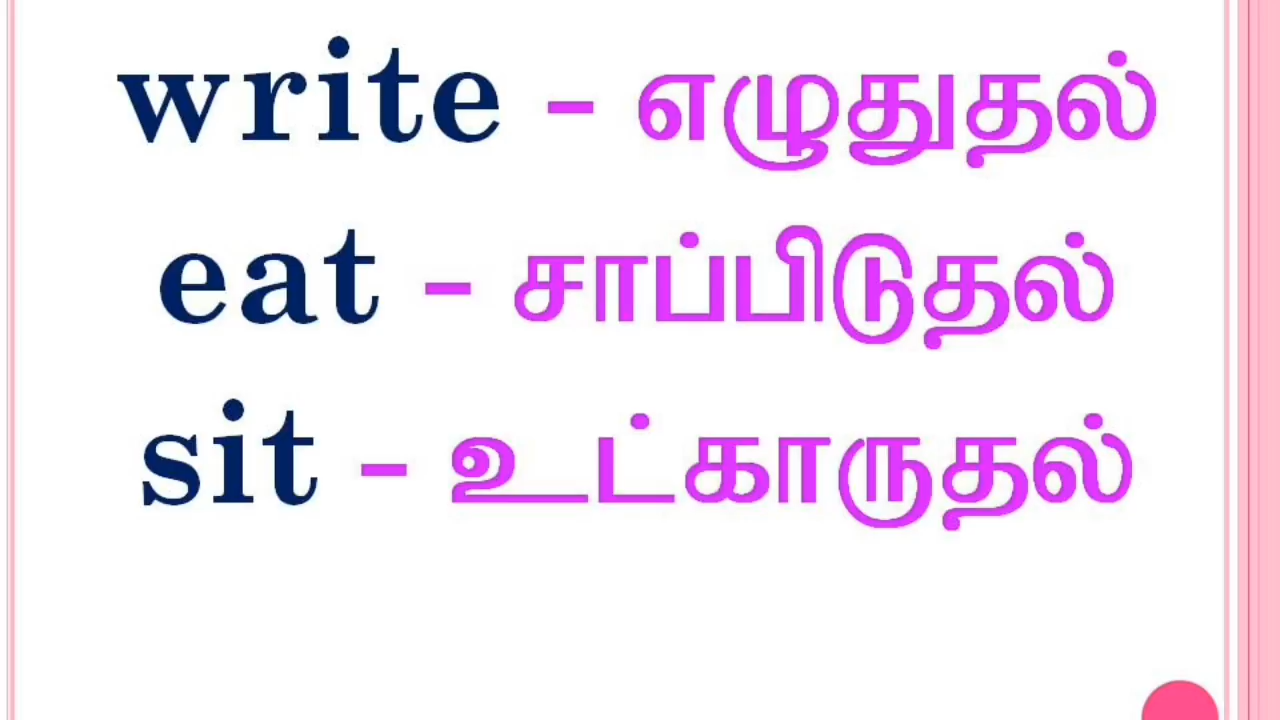 write - எழுதுதல்
eat - சாப்பிடுதல்
sit - உட்காருதல்